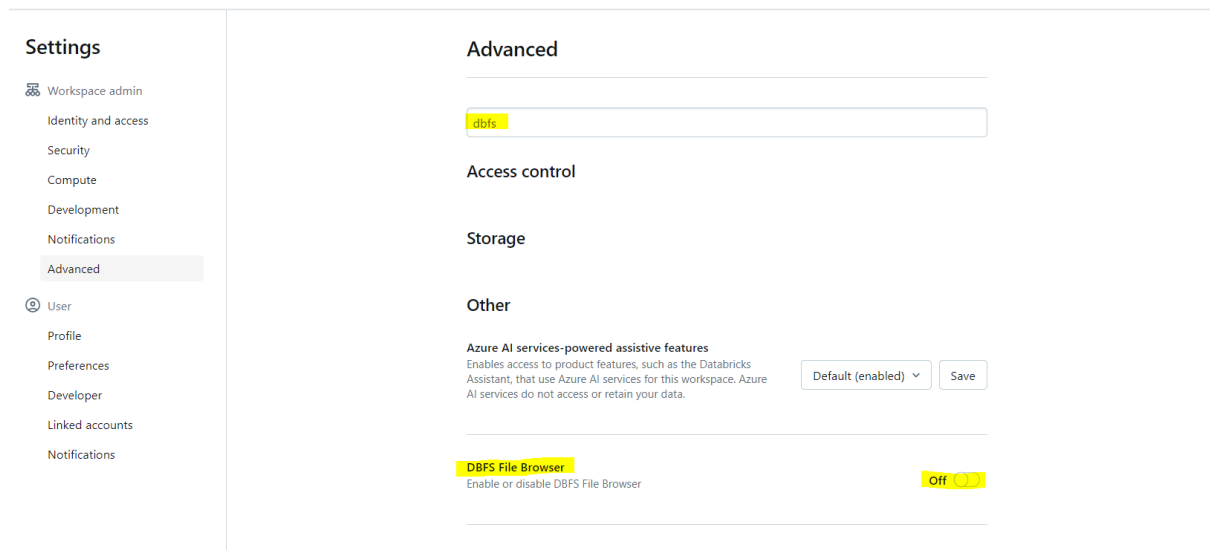 Settings
Workspace admin
Identity and access
Security
Compute
Development
Notifications
Advanced
User
Profile
Preferences
Developer
Linked accounts
Notifications
Advanced
dbfs
Access control
Storage
Other
Azure AI services-powered assistive features
Enables access to product features, such as the Databricks
Assistant, that use Azure AI services for this workspace. Azure
AI services do not access or retain your data.
Default (enabled)
Save
DBFS File Browser
Enable or disable DBFS File Browser
Off